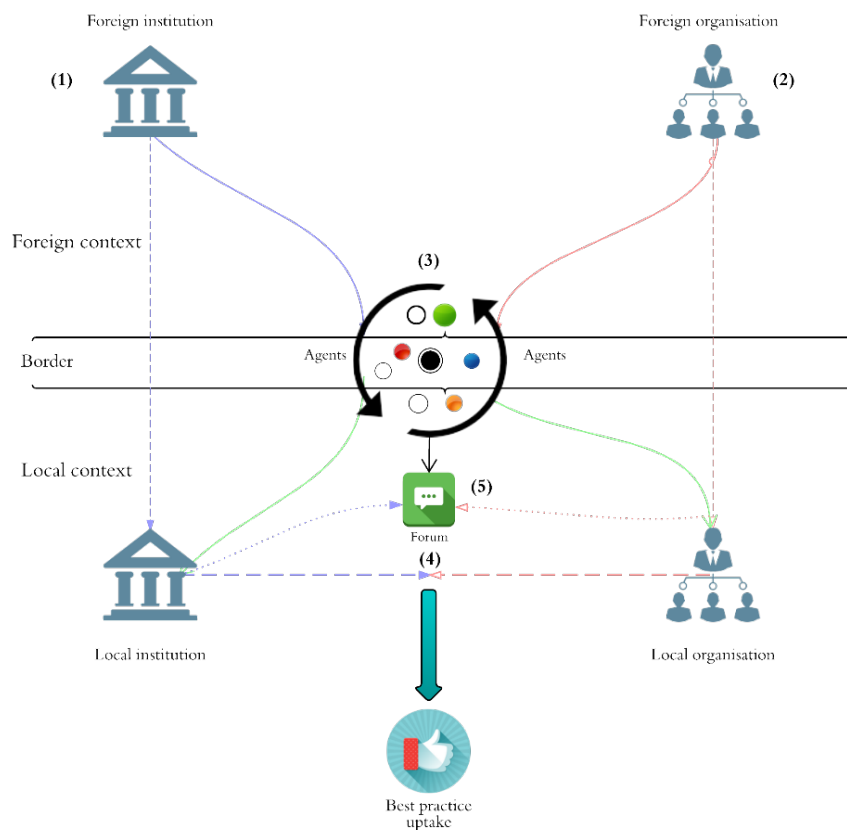 Foreign institution
Foreign organisation
(1)
(2)
Foreign context
(3)
Agents
Agents
Border
Local context
(5)
Forum
(4)
Local institution
Local organisation
Best practice
uptake